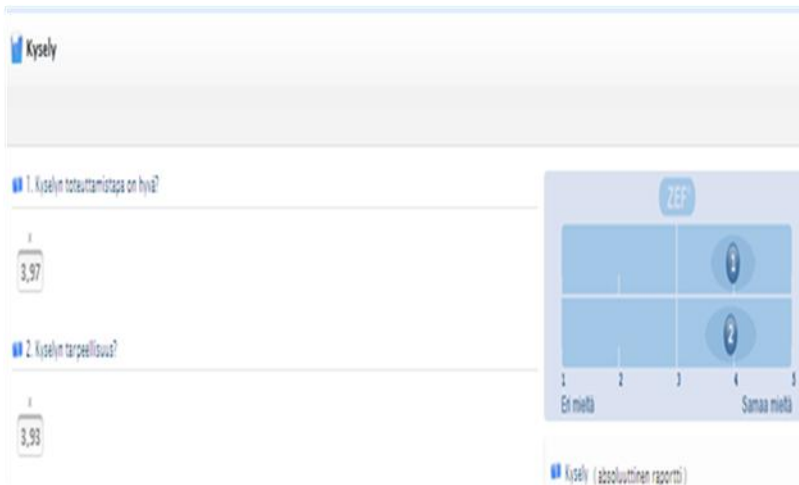 Kysely
1. Kyselyn toteuttamistapa on hyvä?
x
3,97
2. Kyselyn tarpeellisuus?
x
3,93
ZEF
1
2
1 2 3 4 5
Eri mieltä Samaa mieltä
Kysely (absoluuttinen raportti)